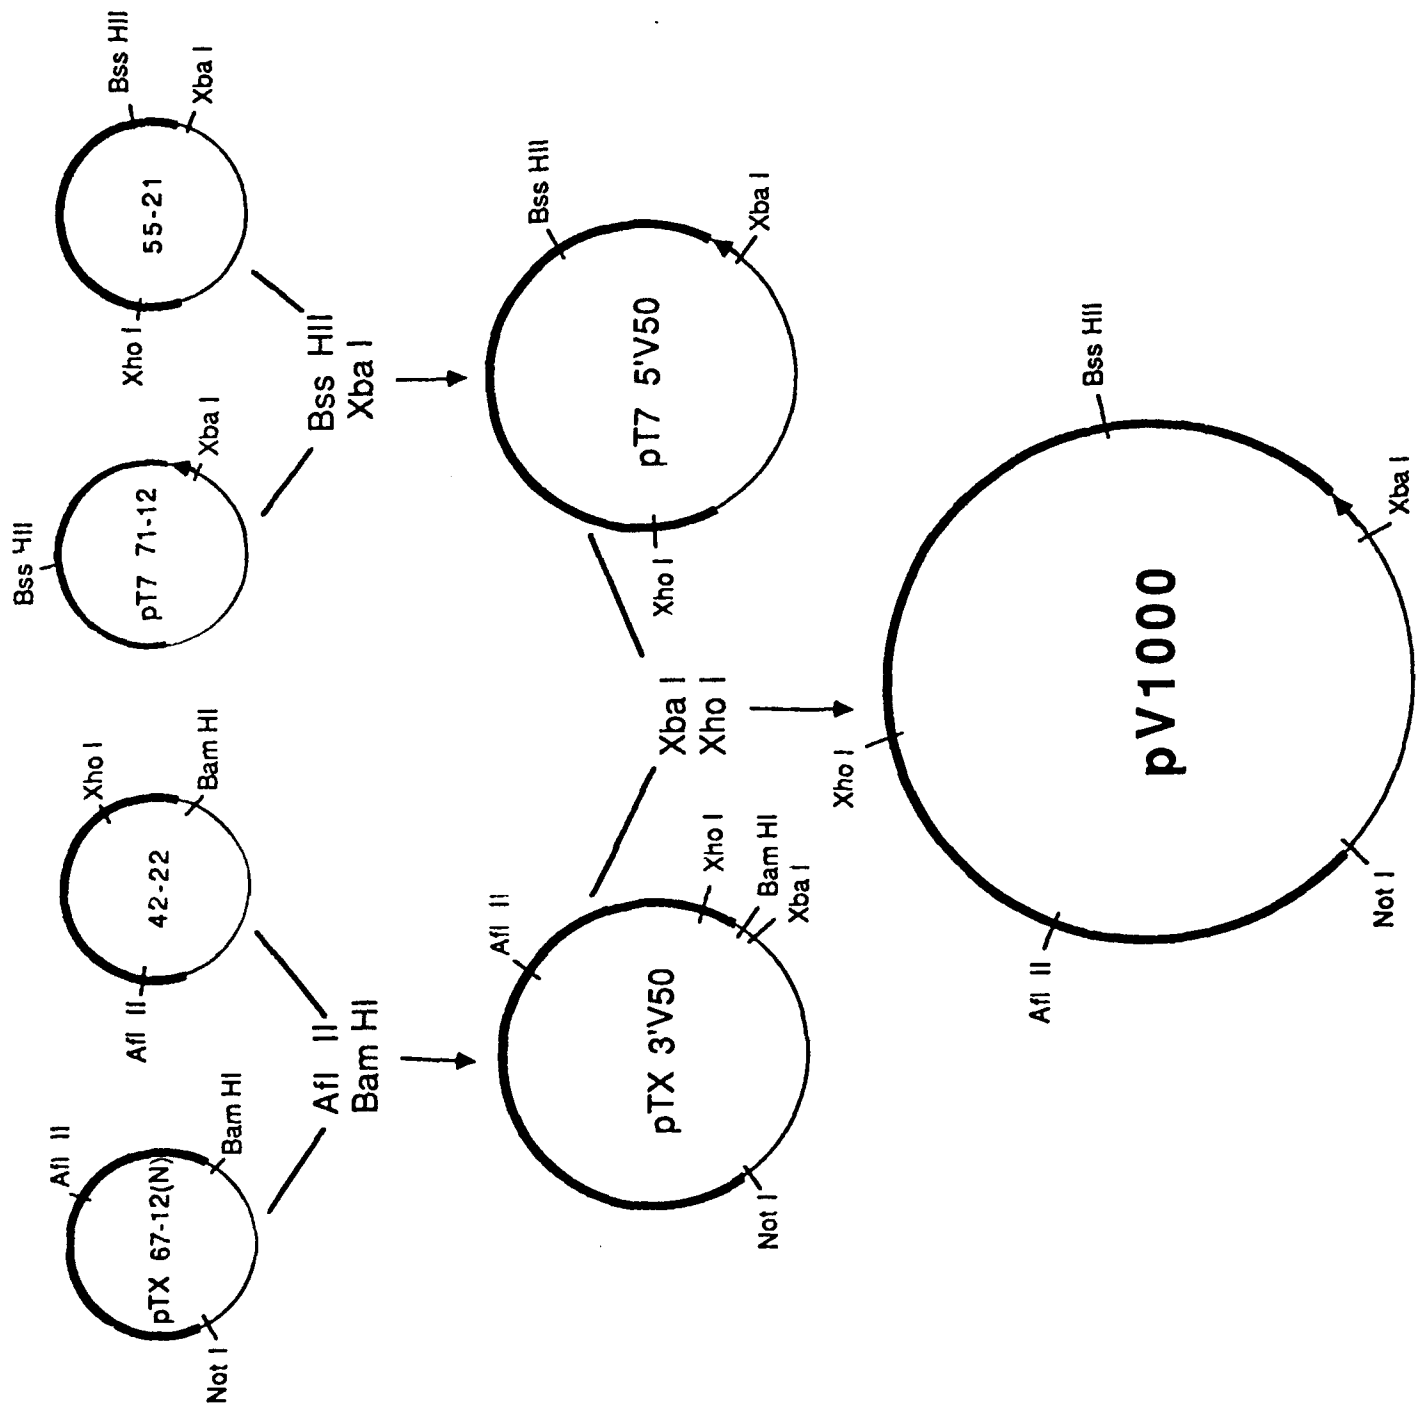 Bss HII
Xba I
55-21
Xho I
Bss HII
Xba I
pT7 71-12
Bss HII
Xba I
Bss HII
Xba I
pT7 5'V50
Xho I
Afl II
Not I
Bam HI
pTX 67-12(N)
Xho I
Bam HI
42-22
Afl II
Afl II
Bam HI
Afl II
Xho I
Bam HI
Xba I
pTX 3'V50
Not I
Xba I
Xho I
Bss HII
Xba I
Xho I
pV1000
Afl II
Not I